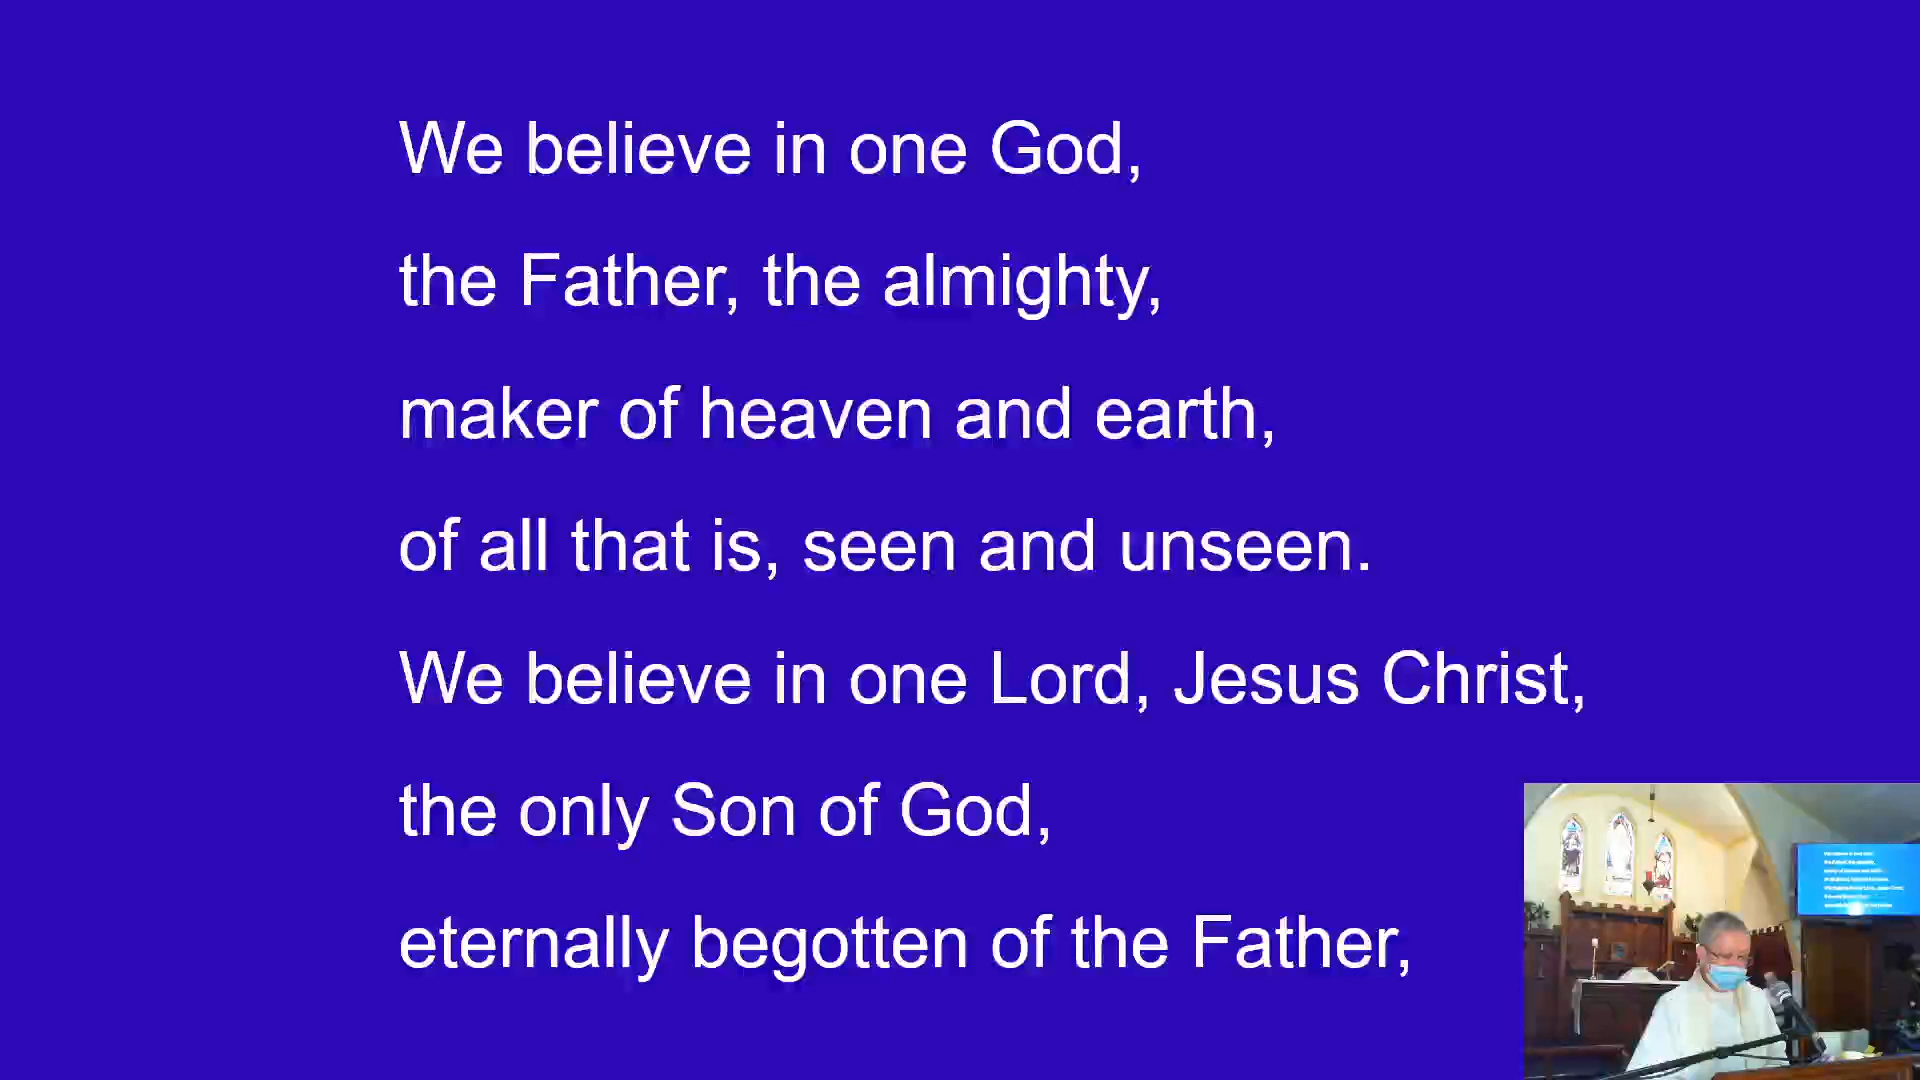 We believe in one God,
the Father, the almighty,
maker of heaven and earth,
of all that is, seen and unseen.
We believe in one Lord, Jesus Christ,
the only Son of God,
eternally begotten of the Father,